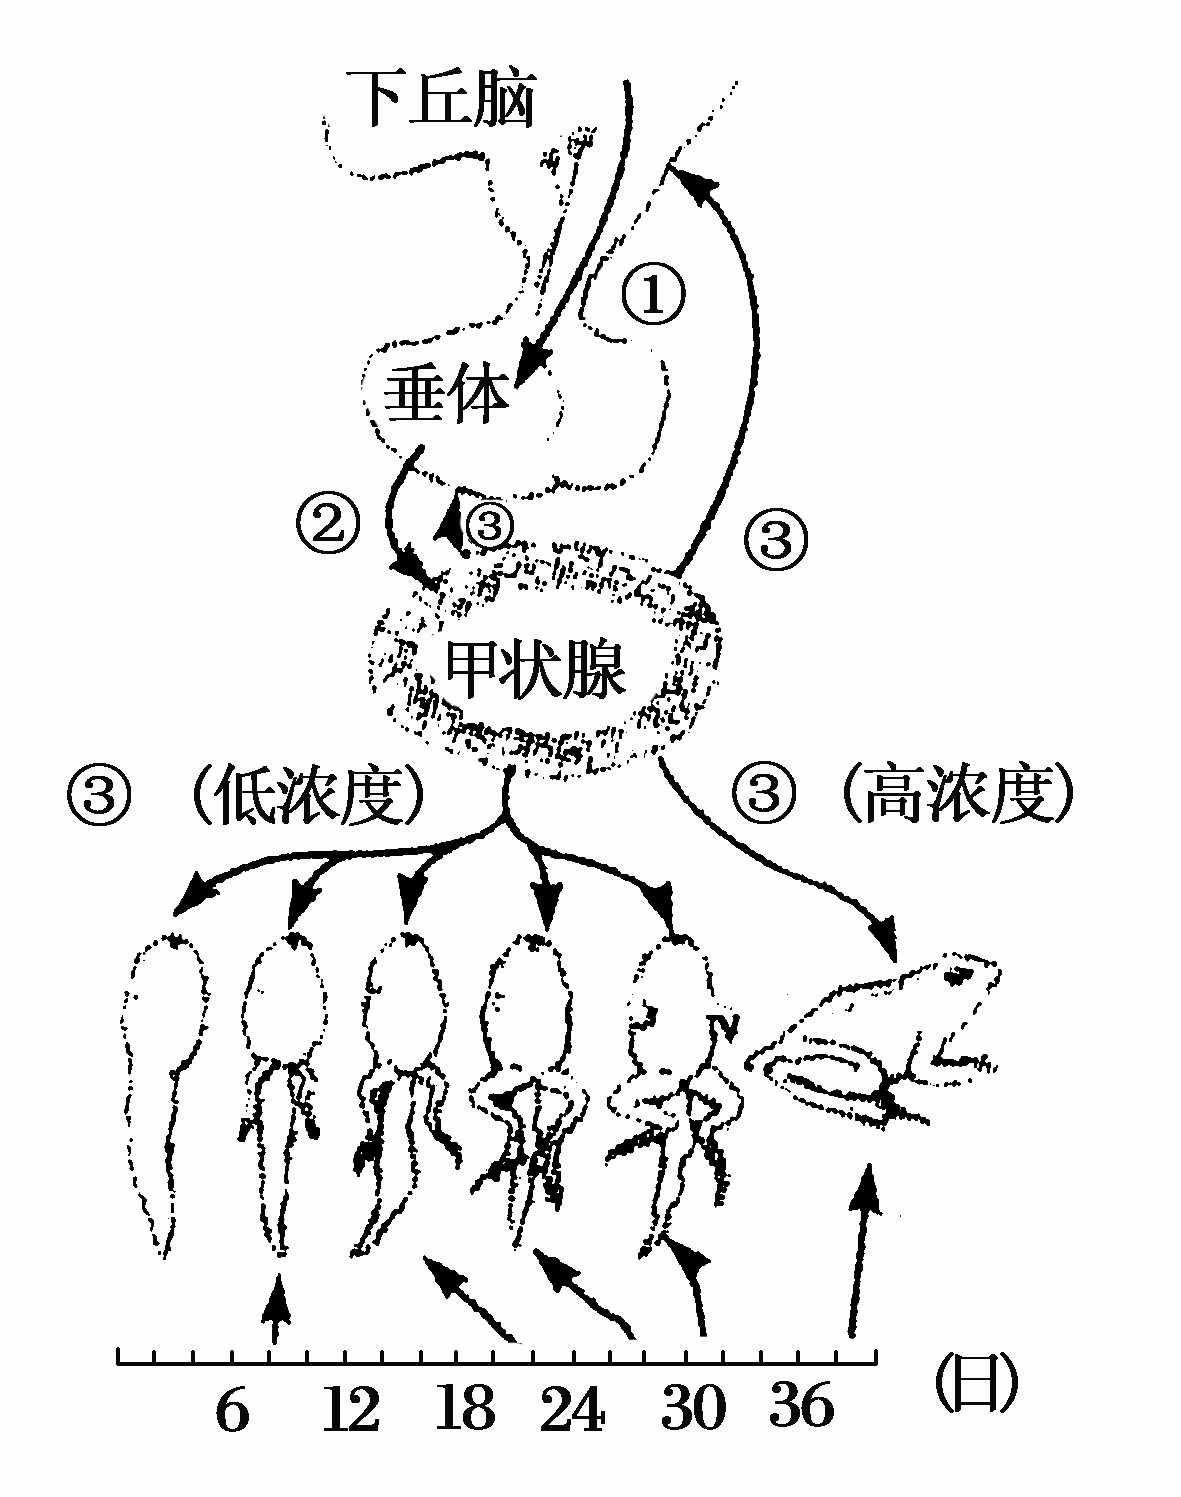 下丘脑
①
垂体
②
③
③
甲状腺
③ (低浓度)
③ (高浓度)
6 12 18 24 30 36 (日)